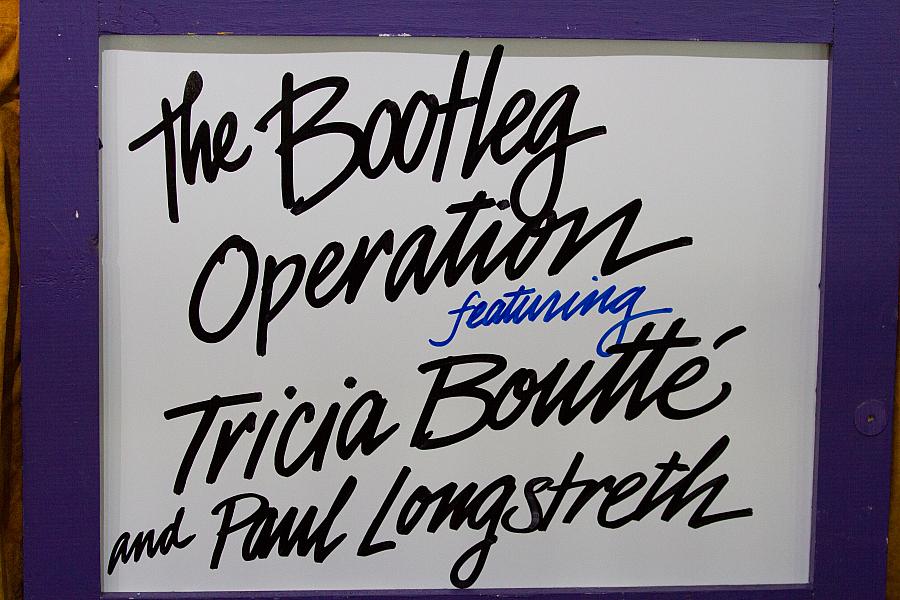 The Bootleg
Operation
featuring
Tricia Boutté
and Paul Longstreth